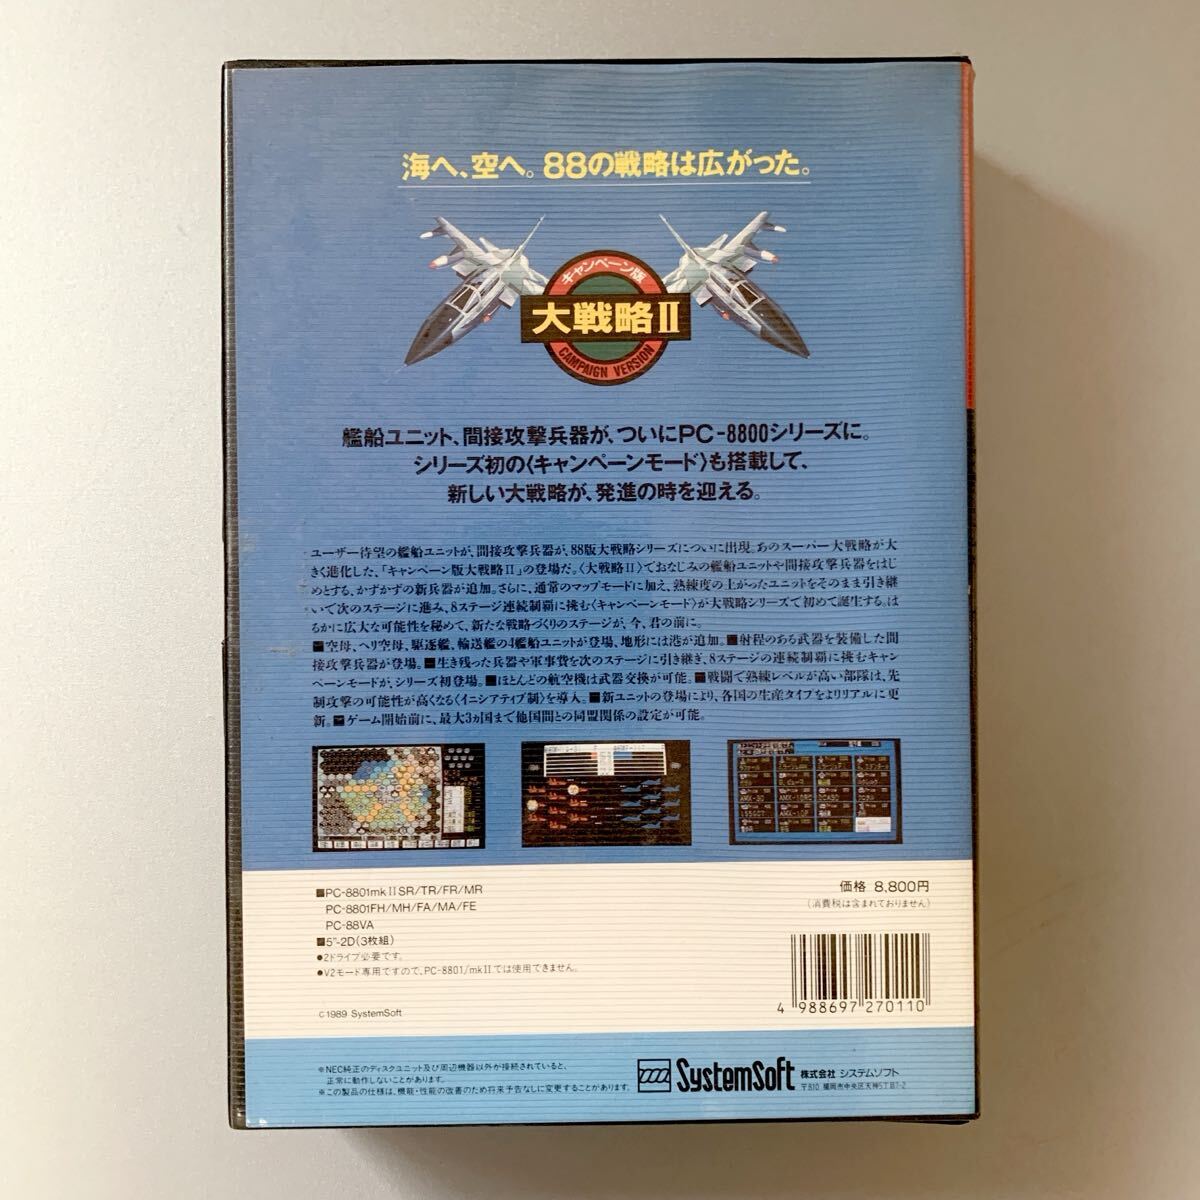 海へ、空へ。88の戦略は広がった。
キャンペーン版
大戦略II
CAMPAIGN VERSION
艦船ユニット、間接攻撃兵器が、ついにPC-8800シリーズに。
シリーズ初の〈キャンペーンモード〉も搭載して、
新しい大戦略が、発進の時を迎える。
ユーザー待望の艦船ユニットが、間接攻撃兵器が、88版大戦略シリーズについに出現。あのスーパー大戦略が大
きく進化した、「キャンペーン版大戦略II」の登場だ。〈大戦略II〉でおなじみの艦船ユニットや間接攻撃兵器をはじ
めとする、かずかずの新兵器が追加。さらに、通常のマップモードに加え、熟練度の上がったユニットをそのまま引き継
いで次のステージに進み、8ステージ連続制覇に挑む〈キャンペーンモード〉が大戦略シリーズで初めて誕生する。は
るかに広大な可能性を秘めて、新たな戦略づくりのステージが、今、君の前に。
■空母、ヘリ空母、駆逐艦、輸送艦の4艦船ユニットが登場、地形には港が追加。■射程のある武器を装備した間
接攻撃兵器が登場。■生き残った兵器や軍事費を次のステージに引き継ぎ、8ステージの連続制覇に挑むキャン
ペーンモードが、シリーズ初登場。■ほとんどの航空機は武器交換が可能。■戦闘で熟練レベルが高い部隊は、先
制攻撃の可能性が高くなる〈イニシアティブ制〉を導入。■新ユニットの登場により、各国の生産タイプをよりリアルに更
新。■ゲーム開始前に、最大3ヵ国まで他国間との同盟関係の設定が可能。
■PC-8801mkIISR/TR/FR/MR
PC-8801FH/MH/FA/MA/FE
PC-88VA
■5"-2D(3枚組)
●2ドライブ必要です。
●V2モード専用ですので、PC-8801/mkIIでは使用できません。
©1989 SystemSoft
価格 8,800円
(消費税は含まれておりません)
4 988697 270110
※NEC純正のディスクユニット及び周辺機器以外が接続されていると、
正常に動作しないことがあります。
※この製品の仕様は、機能・性能の改善のため将来予告なしに変更することがあります。
SystemSoft
株式会社 システムソフト
〒810 福岡市中央区天神5丁目7-2